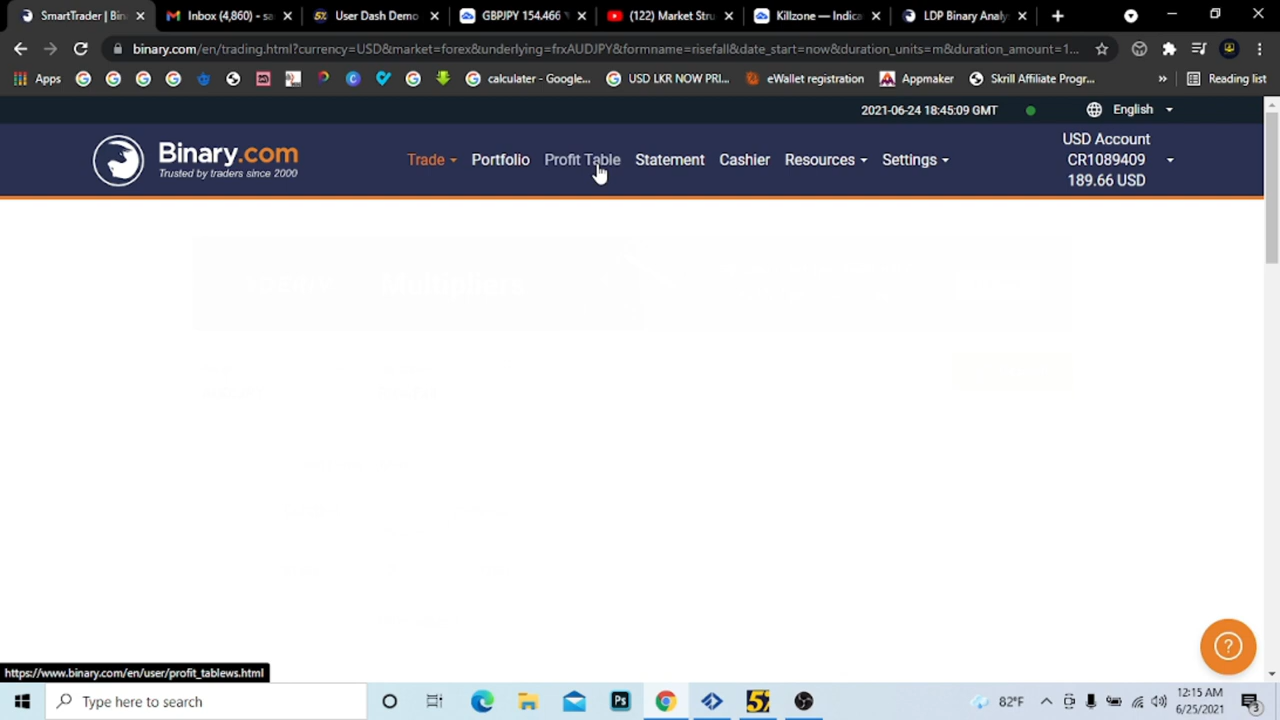 SmartTrader | Bin
Inbox (4,860) - sa
User Dash Demo
GBPJPY 154.466
(122) Market Stru
Killzone — Indica
LDP Binary Analy
binary.com/en/trading.html?currency=USD&market=forex&underlying=frxAUDJPY&formname=risefall&date_start=now&duration_units=m&duration_amount=1...
Apps
calculater - Google...
USD LKR NOW PRI...
eWallet registration
Appmaker
Skrill Affiliate Prog...
»
Reading list
2021-06-24 18:45:09 GMT
English
Binary.com
Trusted by traders since 2000
Trade
Portfolio
Profit Table
Statement
Cashier
Resources
Settings
USD Account
CR1089409
189.66 USD
Multipliers
https://www.binary.com/en/user/profit_tablews.html
Type here to search
Ps
82°F
12:15 AM
6/25/2021
3